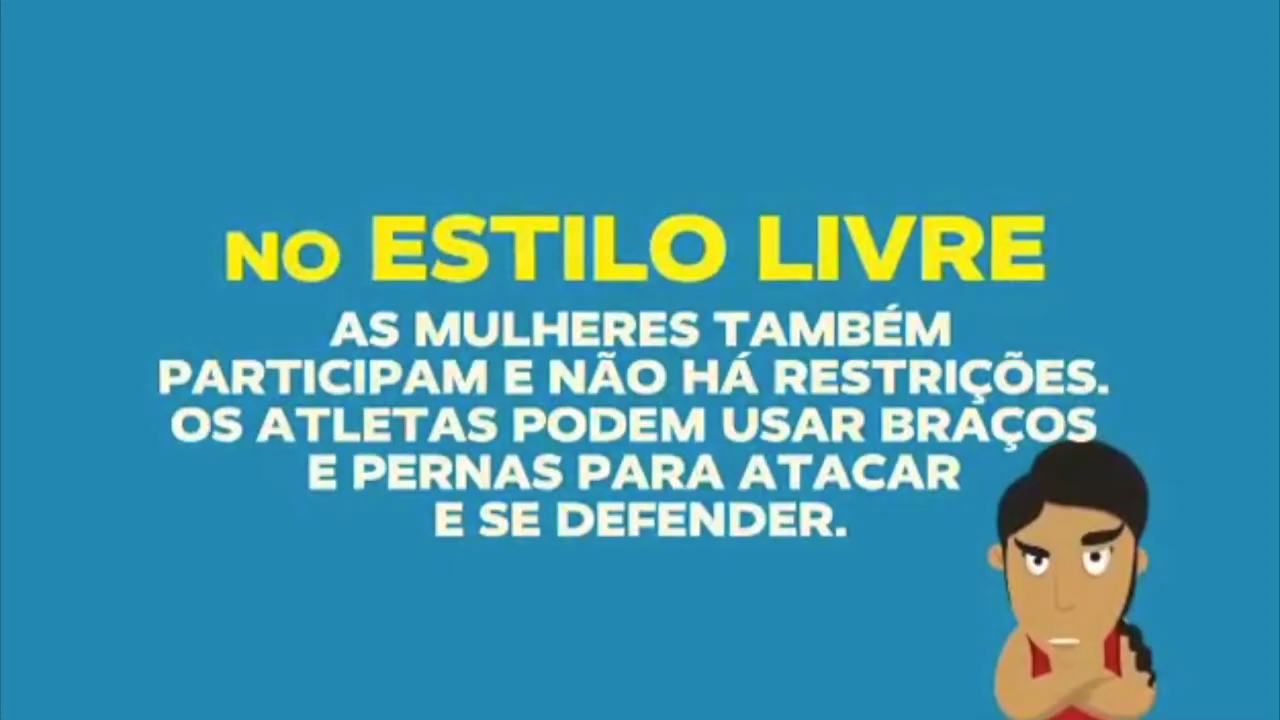 NO ESTILO LIVRE
AS MULHERES TAMBÉM
PARTICIPAM E NÃO HÁ RESTRIÇÕES.
OS ATLETAS PODEM USAR BRAÇOS
E PERNAS PARA ATACAR
E SE DEFENDER.